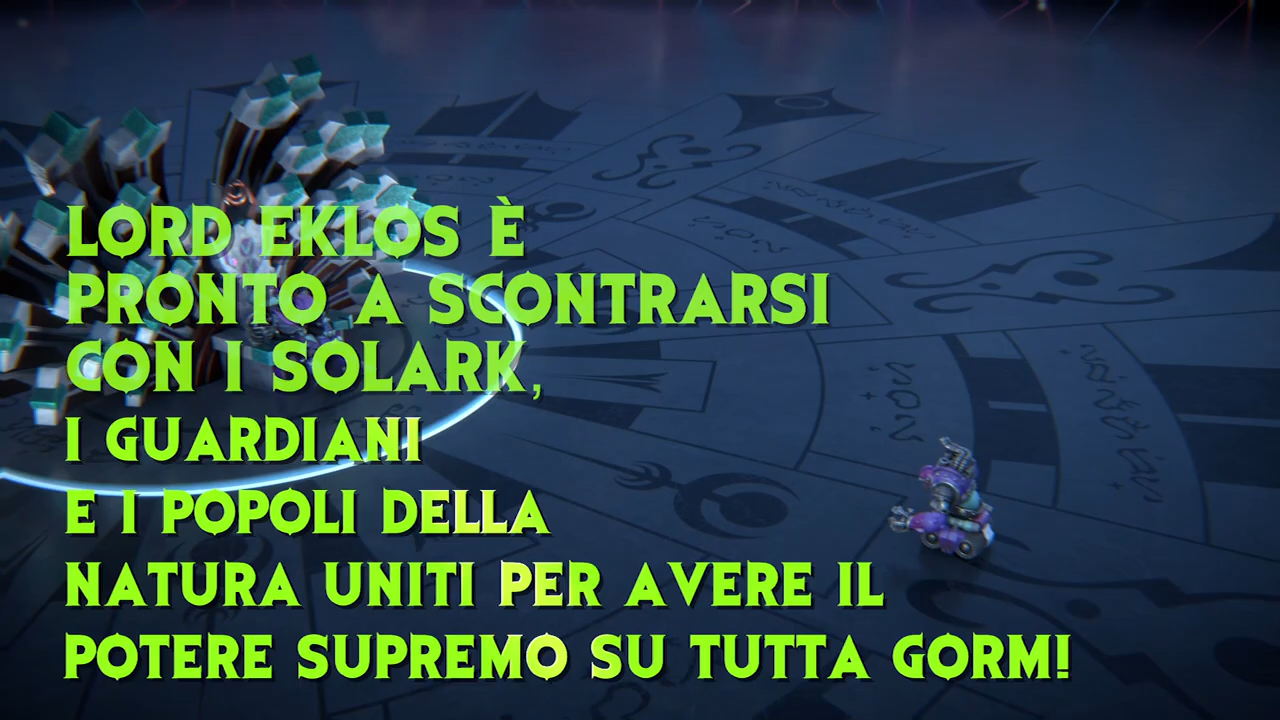 LORD EKLOS È
PRONTO A SCONTRARSI
CON I SOLARK,
I GUARDIANI
E I POPOLI DELLA
NATURA UNITI PER AVERE IL
POTERE SUPREMO SU TUTTA GORM!